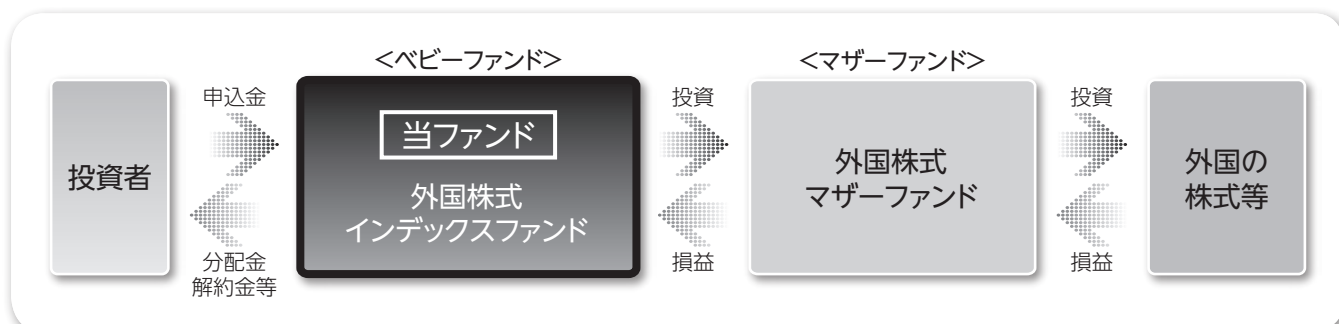 <ベビーファンド>
<マザーファンド>
投資者
申込金
分配金
解約金等
当ファンド
外国株式
インデックスファンド
投資
損益
外国株式
マザーファンド
投資
損益
外国の
株式等